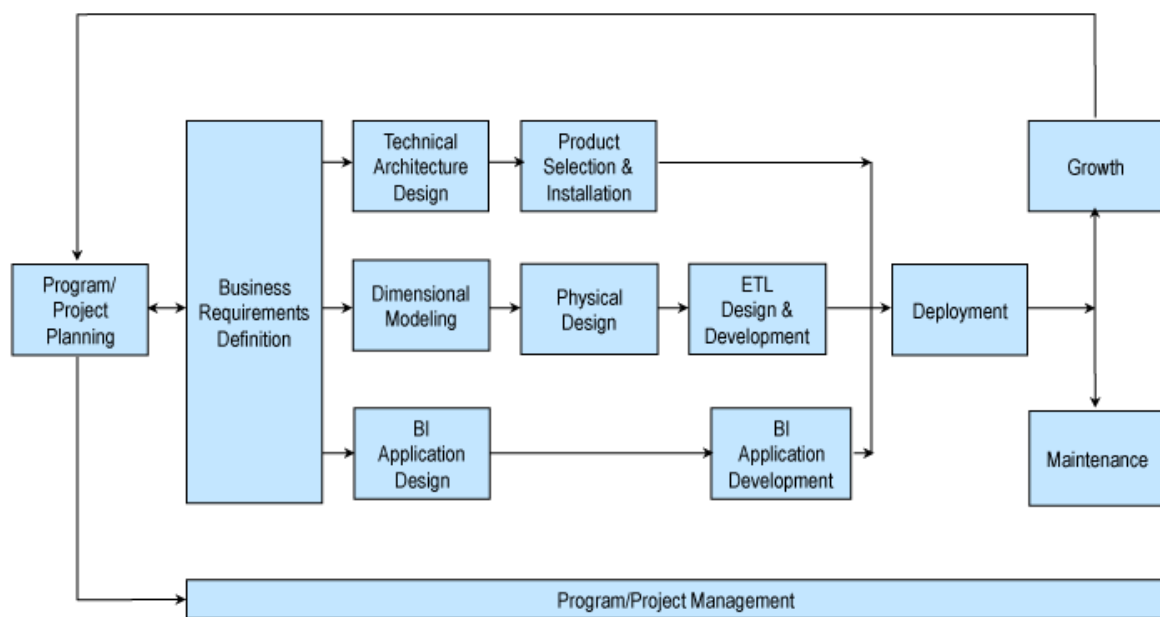 Program/
Project
Planning
Business
Requirements
Definition
Technical
Architecture
Design
Product
Selection &
Installation
Dimensional
Modeling
Physical
Design
ETL
Design &
Development
BI
Application
Design
BI
Application
Development
Deployment
Growth
Maintenance
Program/Project Management